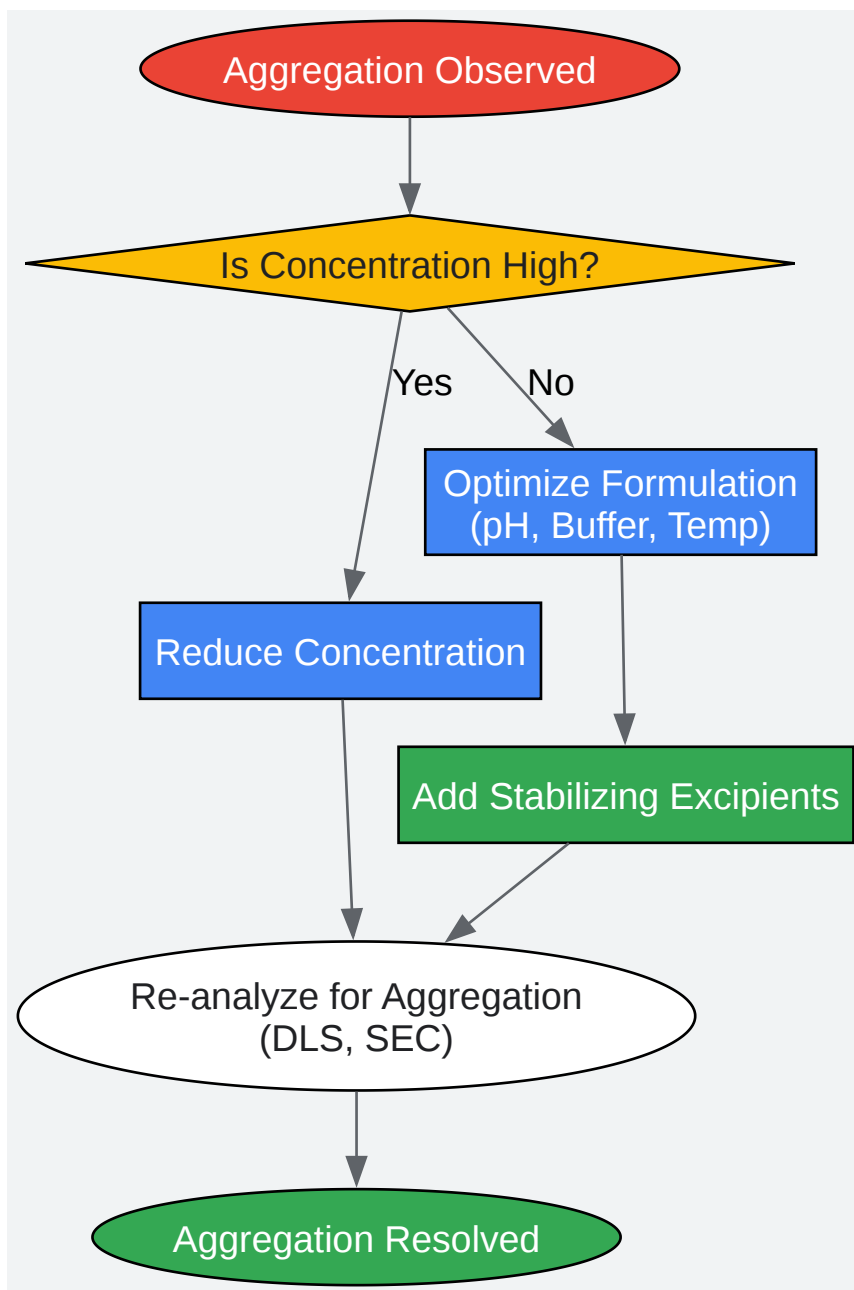 Aggregation Observed
Is Concentration High?
Yes
No
Optimize Formulation
(pH, Buffer, Temp)
Reduce Concentration
Add Stabilizing Excipients
Re-analyze for Aggregation
(DLS, SEC)
Aggregation Resolved